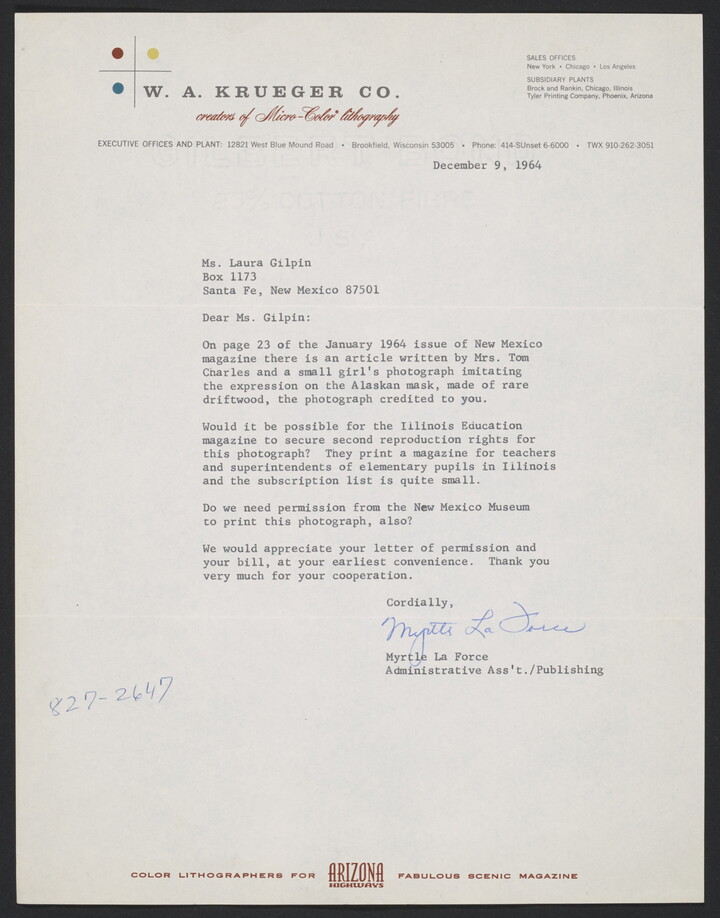 W. A. KRUEGER CO.
creators of Micro-Color® lithography
SALES OFFICES
New York • Chicago • Los Angeles
SUBSIDIARY PLANTS
Brock and Rankin, Chicago, Illinois
Tyler Printing Company, Phoenix, Arizona
EXECUTIVE OFFICES AND PLANT: 12821 West Blue Mound Road • Brookfield, Wisconsin 53005 • Phone: 414-SUnset 6-6000 • TWX 910-262-3051
December 9, 1964
Ms. Laura Gilpin
Box 1173
Santa Fe, New Mexico 87501
Dear Ms. Gilpin:
On page 23 of the January 1964 issue of New Mexico
magazine there is an article written by Mrs. Tom
Charles and a small girl's photograph imitating
the expression on the Alaskan mask, made of rare
driftwood, the photograph credited to you.
Would it be possible for the Illinois Education
magazine to secure second reproduction rights for
this photograph? They print a magazine for teachers
and superintendents of elementary pupils in Illinois
and the subscription list is quite small.
Do we need permission from the New Mexico Museum
to print this photograph, also?
We would appreciate your letter of permission and
your bill, at your earliest convenience. Thank you
very much for your cooperation.
Cordially,
Myrtle La Force
Myrtle La Force
Administrative Ass't./Publishing
827-2647
COLOR LITHOGRAPHERS FOR ARIZONA HIGHWAYS FABULOUS SCENIC MAGAZINE